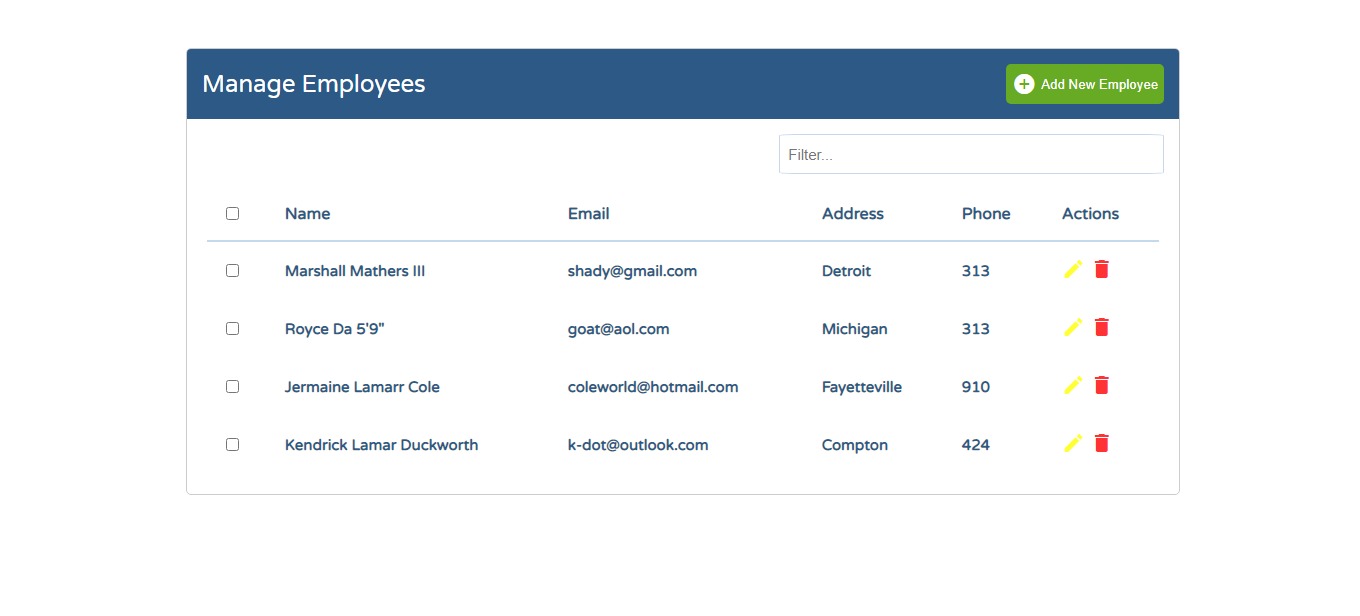 Manage Employees
Add New Employee
Filter...
Name Email Address Phone Actions
Marshall Mathers III shady@gmail.com Detroit 313
Royce Da 5'9" goat@aol.com Michigan 313
Jermaine Lamarr Cole coleworld@hotmail.com Fayetteville 910
Kendrick Lamar Duckworth k-dot@outlook.com Compton 424